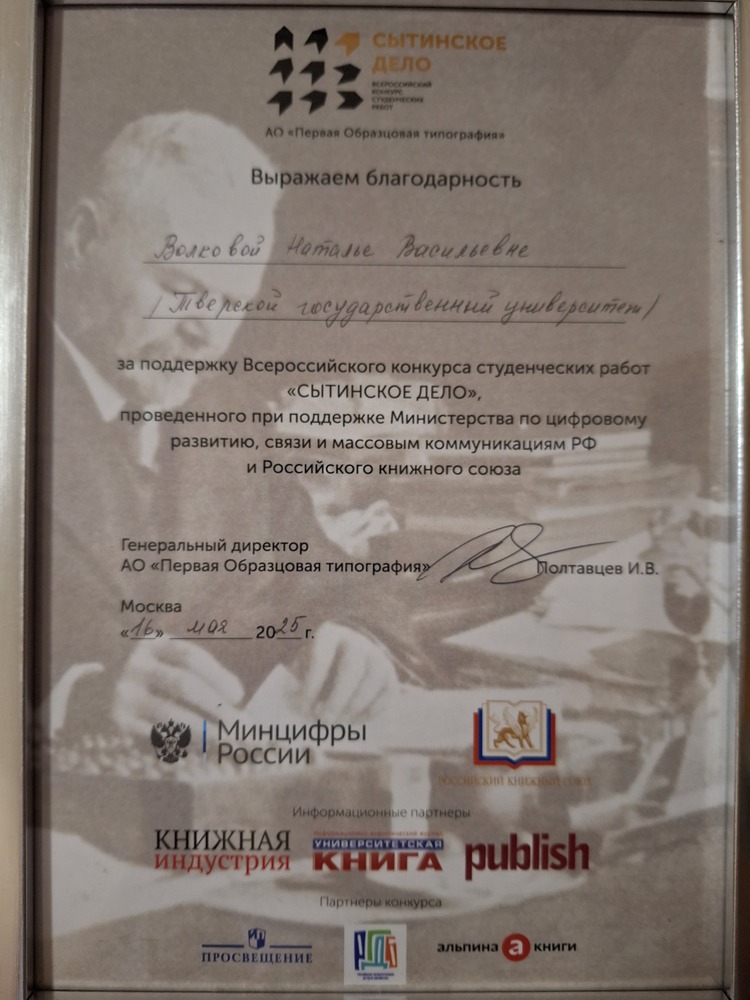 СЫТИНСКОЕ
ДЕЛО
ВСЕРОССИЙСКИЙ
КОНКУРС
СТУДЕНЧЕСКИХ
РАБОТ
АО «Первая Образцовая типография»
Выражаем благодарность
Волковой Наталье Васильевне
(Тверской государственный университет)
за поддержку Всероссийского конкурса студенческих работ
«СЫТИНСКОЕ ДЕЛО»,
проведенного при поддержке Министерства по цифровому
развитию, связи и массовым коммуникациям РФ
и Российского книжного союза
Генеральный директор
АО «Первая Образцовая типография» Полтавцев И.В.
Москва
«16» мая 2025 г.
Минцифры
России
РОССИЙСКИЙ КНИЖНЫЙ СОЮЗ
Информационные партнеры
КНИЖНАЯ
ИНДУСТРИЯ
УНИВЕРСИТЕТСКАЯ
КНИГА
publish
Партнеры конкурса
ПРОСВЕЩЕНИЕ
альпина а книги